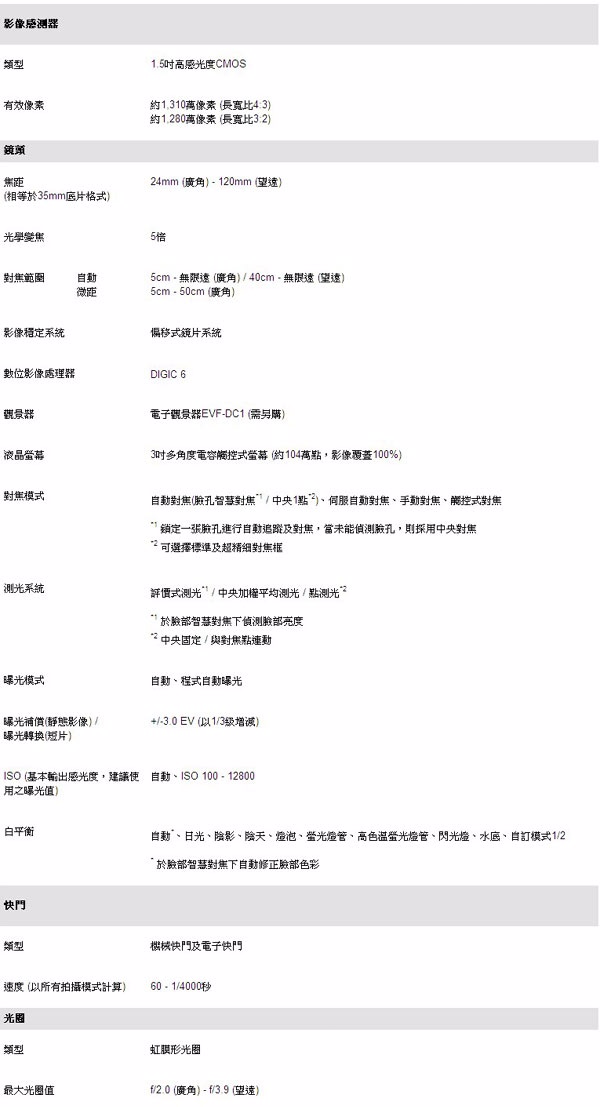 影像感測器
類型 1.5吋高感光度CMOS
有效像素 約1,310萬像素 (長寬比4:3)
約1,280萬像素 (長寬比3:2)
鏡頭
焦距 24mm (廣角) - 120mm (望遠)
(相等於35mm底片格式)
光學變焦 5倍
對焦範圍 自動 5cm - 無限遠 (廣角) / 40cm - 無限遠 (望遠)
微距 5cm - 50cm (廣角)
影像穩定系統 偏移式鏡片系統
數位影像處理器 DIGIC 6
觀景器 電子觀景器EVF-DC1 (需另購)
液晶螢幕 3吋多角度電容觸控式螢幕 (約104萬點，影像覆蓋100%)
對焦模式 自動對焦(臉孔智慧對焦*1 / 中央1點*2)、伺服自動對焦、手動對焦、觸控式對焦
*1 鎖定一張臉孔進行自動追蹤及對焦，當未能偵測臉孔，則採用中央對焦
*2 可選擇標準及超精細對焦框
測光系統 評價式測光*1 / 中央加權平均測光 / 點測光*2
*1 於臉部智慧對焦下偵測臉部亮度
*2 中央固定 / 與對焦點連動
曝光模式 自動、程式自動曝光
曝光補償(靜態影像) / +/-3.0 EV (以1/3級增減)
曝光轉換(短片)
ISO (基本輸出感光度，建議使 自動、ISO 100 - 12800
用之曝光值)
白平衡 自動*、日光、陰影、陰天、燈泡、螢光燈管、高色溫螢光燈管、閃光燈、水底、自訂模式1/2
* 於臉部智慧對焦下自動修正臉部色彩
快門
類型 機械快門及電子快門
速度 (以所有拍攝模式計算) 60 - 1/4000秒
光圈
類型 虹膜形光圈
最大光圈值 f/2.0 (廣角) - f/3.9 (望遠)